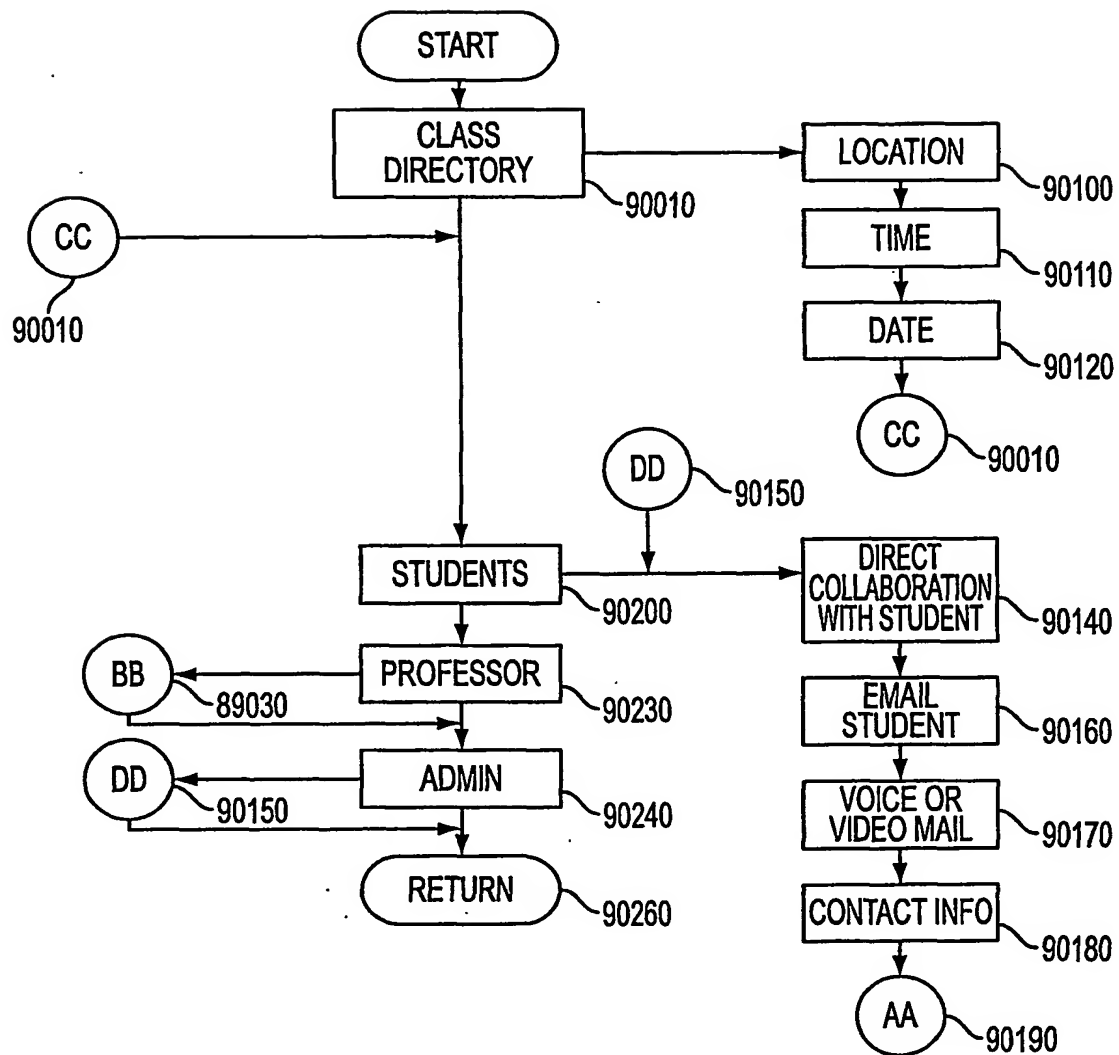 START
CLASS
DIRECTORY
90010
LOCATION
90100
TIME
90110
DATE
90120
CC
90010
CC
90010
DD
90150
STUDENTS
90200
DIRECT
COLLABORATION
WITH STUDENT
90140
PROFESSOR
90230
BB
89030
EMAIL
STUDENT
90160
ADMIN
90240
DD
90150
VOICE OR
VIDEO MAIL
90170
RETURN
90260
CONTACT INFO
90180
AA
90190